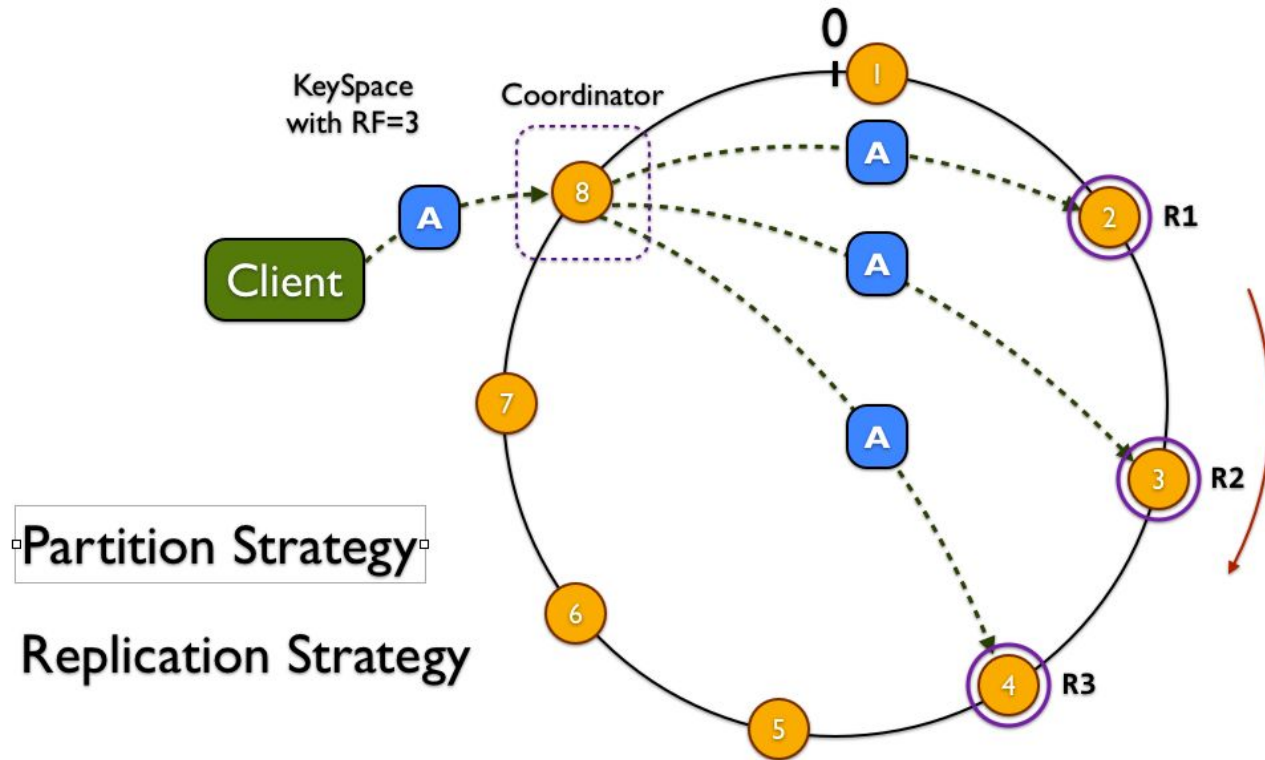 0
1
KeySpace
with RF=3
Coordinator
A
8
A
2
R1
A
Client
A
7
3
R2
Partition Strategy
6
Replication Strategy
4
R3
5